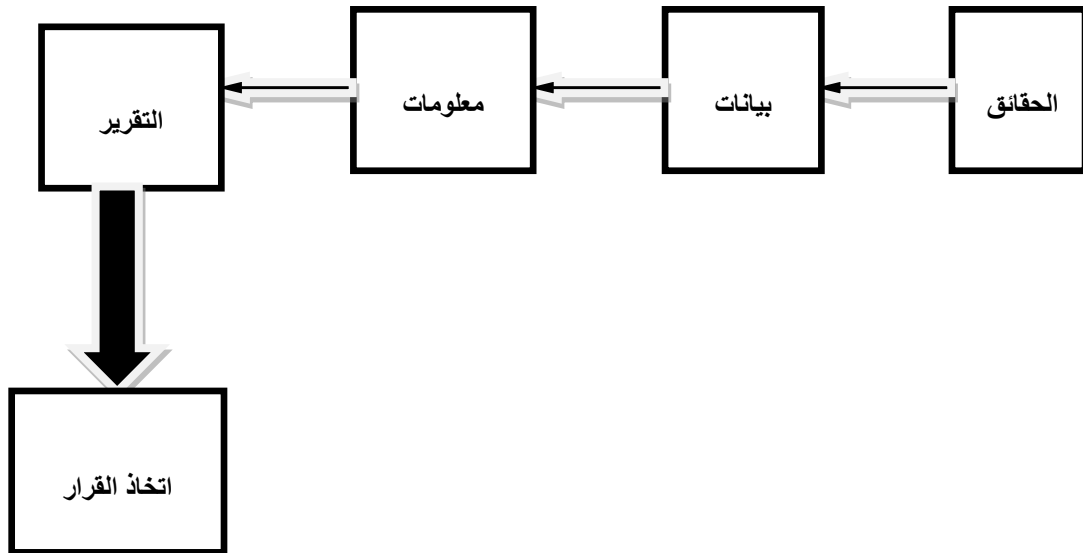 الحقائق
بيانات
معلومات
التقرير
اتخاذ القرار